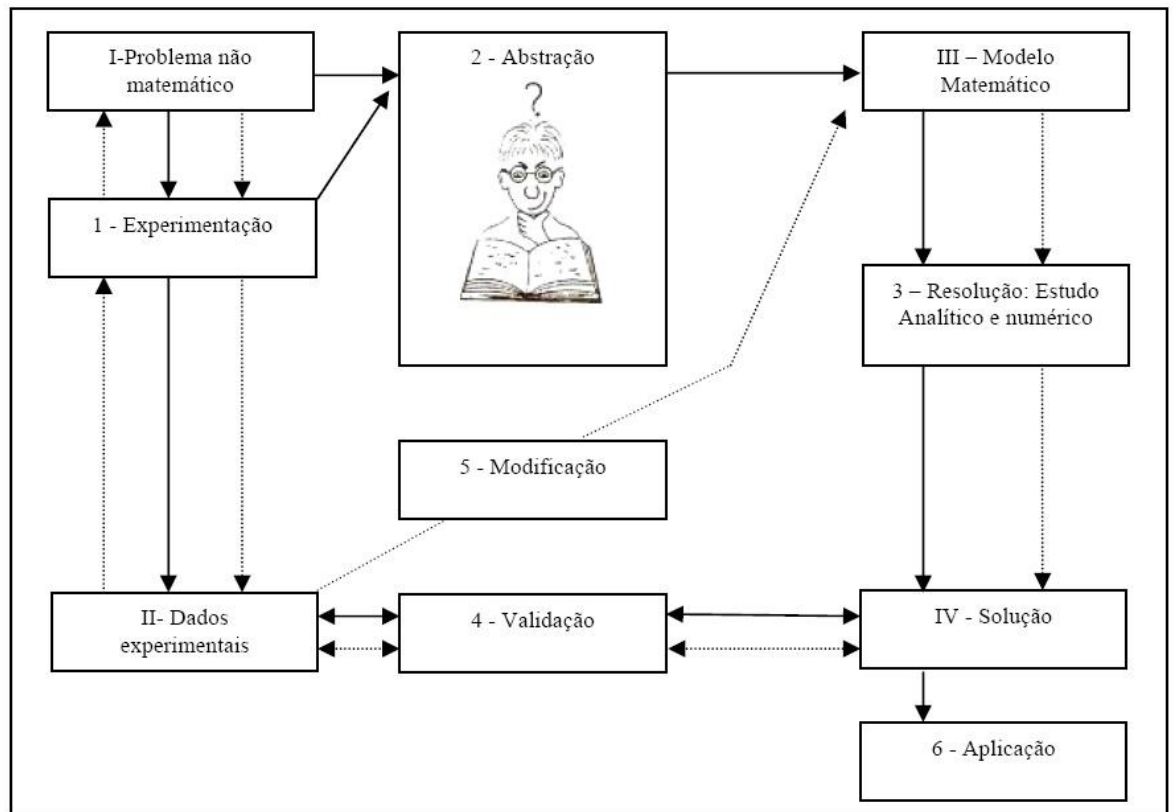 I-Problema não
matemático
2 - Abstração
?
III – Modelo
Matemático
1 - Experimentação
3 – Resolução: Estudo
Analítico e numérico
5 - Modificação
II- Dados
experimentais
4 - Validação
IV - Solução
6 - Aplicação